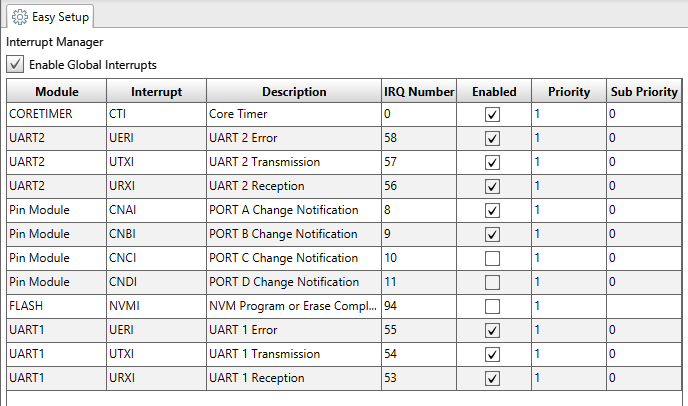 Easy Setup
Interrupt Manager
Enable Global Interrupts
Module Interrupt Description IRQ Number Enabled Priority Sub Priority
CORETIMER CTI Core Timer 0 1 0
UART2 UERI UART 2 Error 58 1 0
UART2 UTXI UART 2 Transmission 57 1 0
UART2 URXI UART 2 Reception 56 1 0
Pin Module CNAI PORT A Change Notification 8 1 0
Pin Module CNBI PORT B Change Notification 9 1 0
Pin Module CNCI PORT C Change Notification 10 1 0
Pin Module CNDI PORT D Change Notification 11 1 0
FLASH NVMI NVM Program or Erase Compl... 94 1
UART1 UERI UART 1 Error 55 1 0
UART1 UTXI UART 1 Transmission 54 1 0
UART1 URXI UART 1 Reception 53 1 0